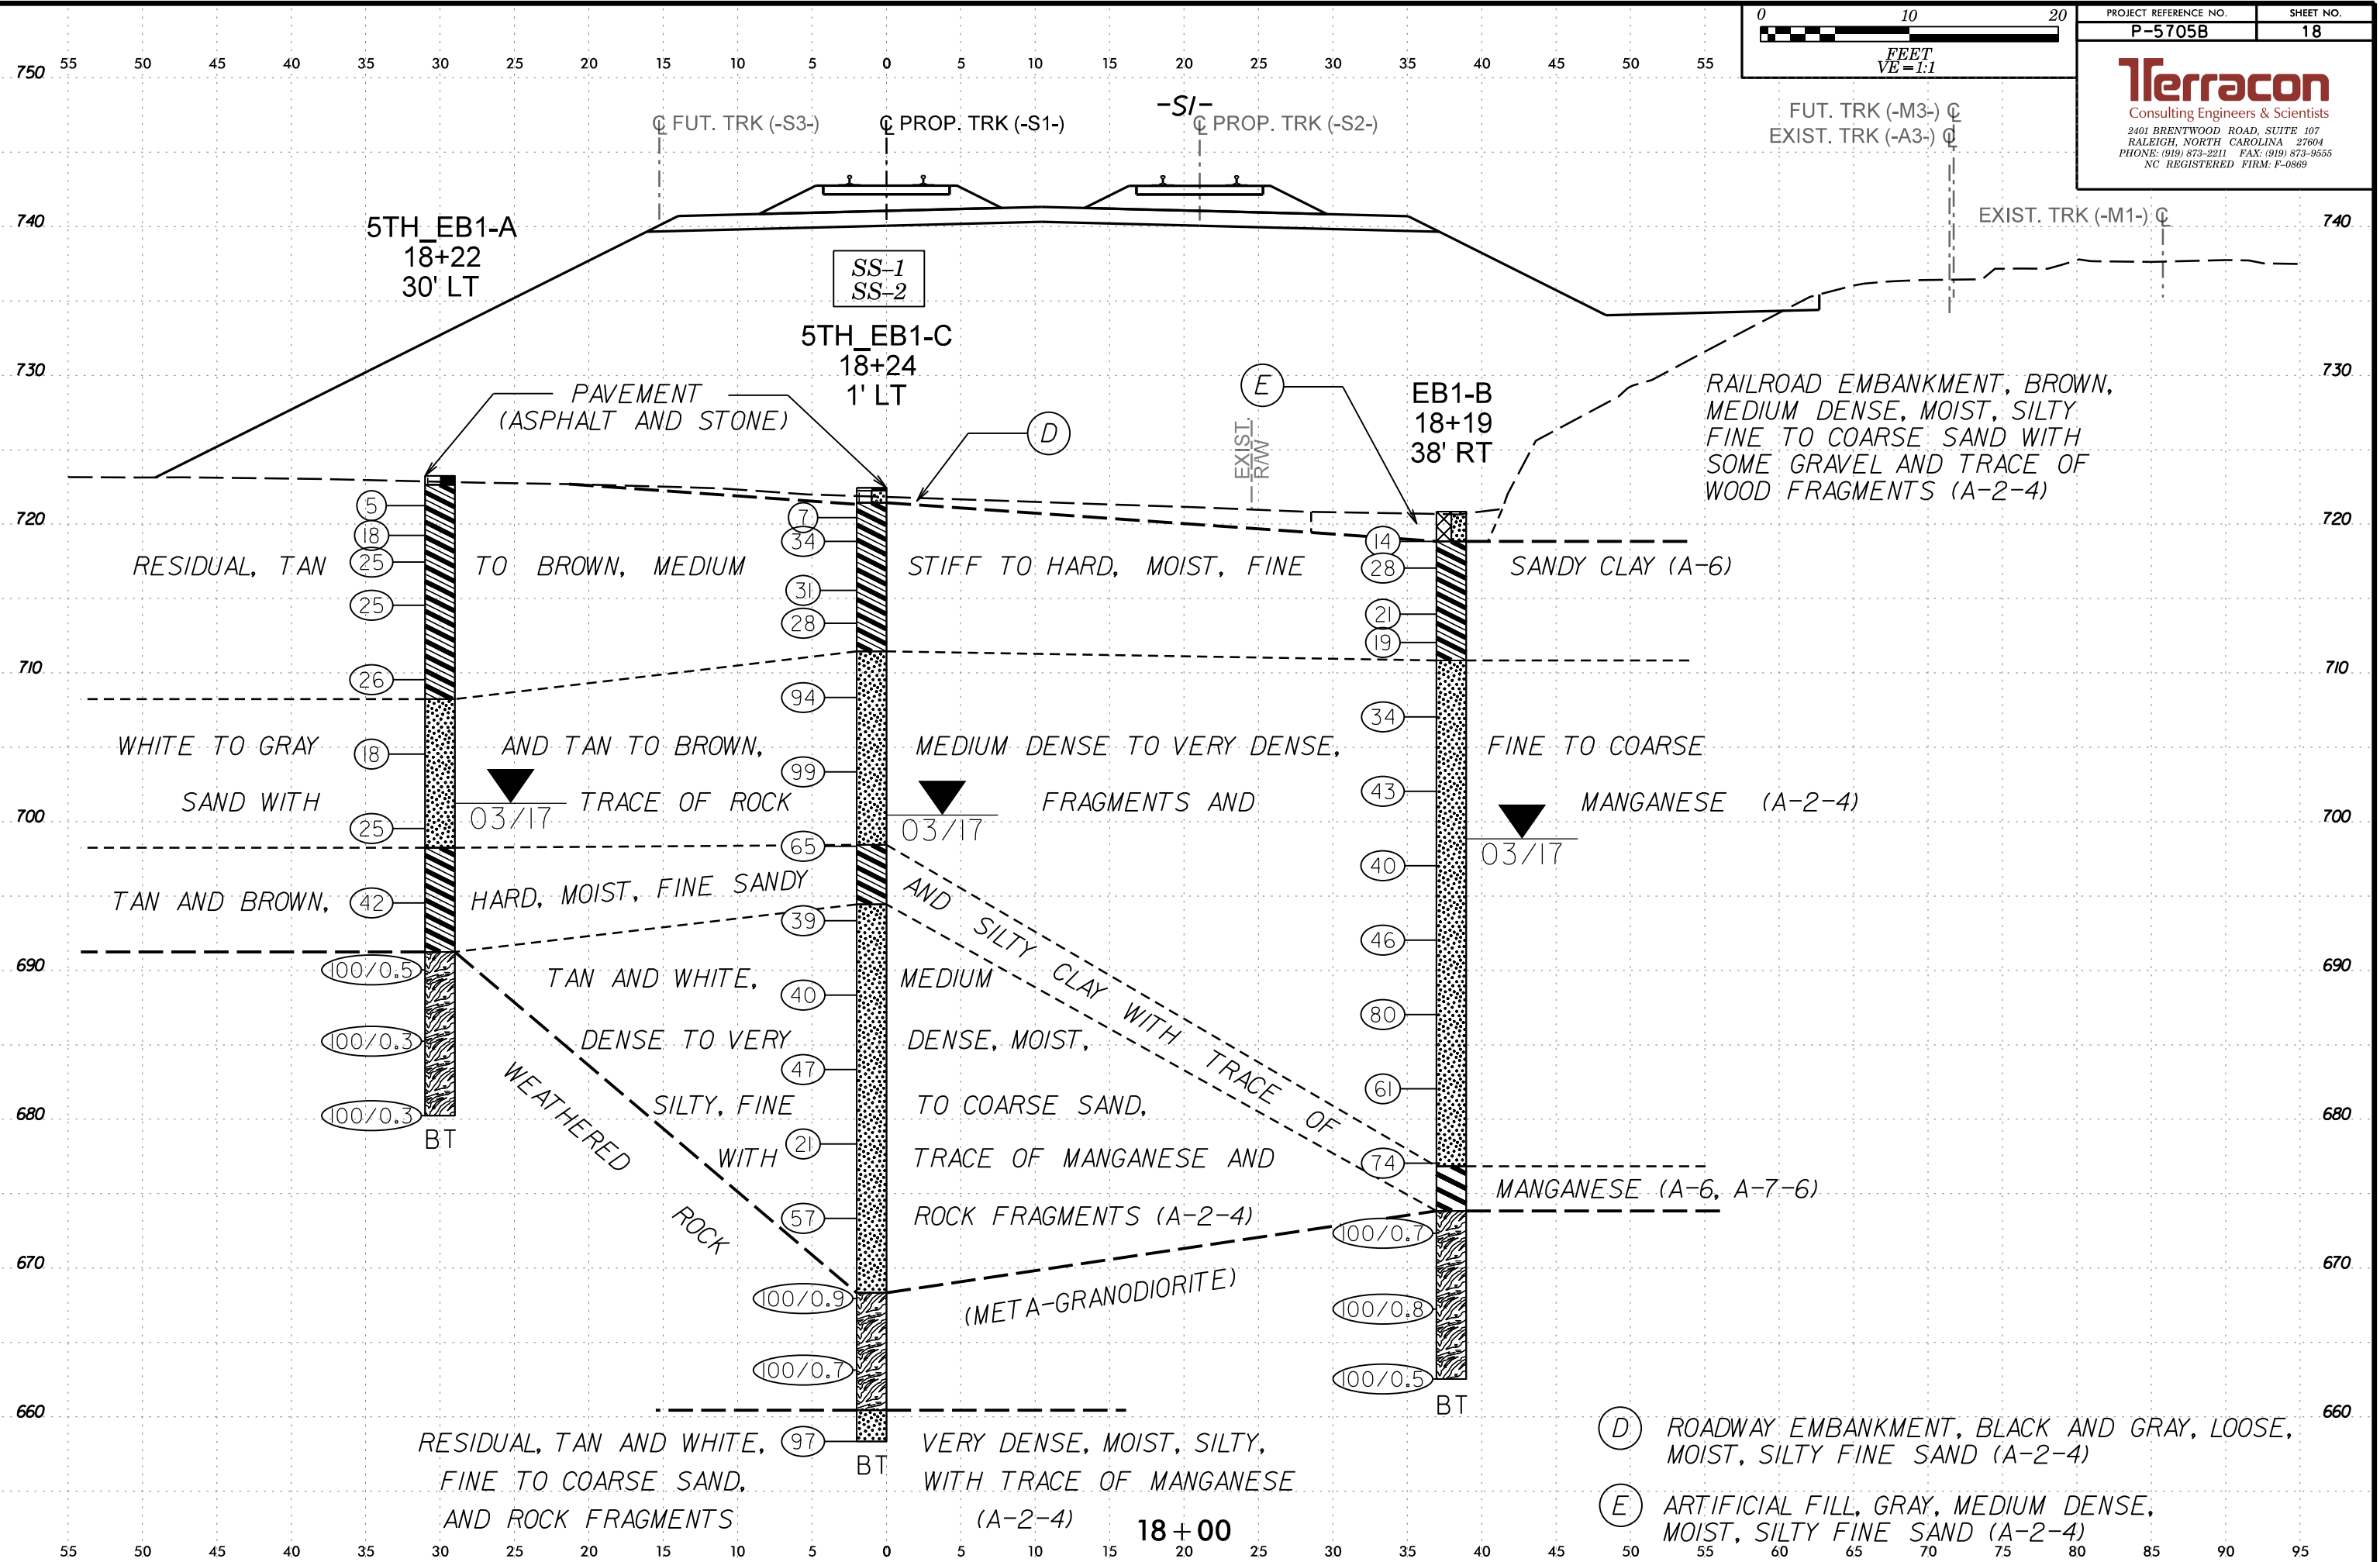 0 10 20
FEET
VE=1:1
PROJECT REFERENCE NO. SHEET NO.
P-5705B 18
Terracon
Consulting Engineers & Scientists
2401 BRENTWOOD ROAD, SUITE 107
RALEIGH, NORTH CAROLINA 27604
PHONE: (919) 873-2211 FAX: (919) 873-9555
NC REGISTERED FIRM: F-0869
55 50 45 40 35 30 25 20 15 10 5 0 5 10 15 20 25 30 35 40 45 50 55
750
-S1-
℄ FUT. TRK (-S3-)
℄ PROP. TRK (-S1-)
℄ PROP. TRK (-S2-)
FUT. TRK (-M3-) ℄
EXIST. TRK (-A3-) ℄
EXIST. TRK (-M1-) ℄
740 740
5TH_EB1-A
18+22
30' LT
SS-1
SS-2
5TH_EB1-C
18+24
1' LT
730 730
PAVEMENT
(ASPHALT AND STONE)
D
E
EXIST.
R/W
EB1-B
18+19
38' RT
RAILROAD EMBANKMENT, BROWN,
MEDIUM DENSE, MOIST, SILTY
FINE TO COARSE SAND WITH
SOME GRAVEL AND TRACE OF
WOOD FRAGMENTS (A-2-4)
720 720
5
18
25
25
26
18
25
42
100/0.5
100/0.3
100/0.3
BT
7
34
31
28
94
99
65
39
40
47
21
57
100/0.9
100/0.7
97
BT
14
28
21
19
34
43
40
46
80
61
74
100/0.7
100/0.8
100/0.5
BT
RESIDUAL, TAN TO BROWN, MEDIUM STIFF TO HARD, MOIST, FINE SANDY CLAY (A-6)
710 710
WHITE TO GRAY AND TAN TO BROWN, MEDIUM DENSE TO VERY DENSE, FINE TO COARSE
SAND WITH TRACE OF ROCK FRAGMENTS AND MANGANESE (A-2-4)
03/17 03/17 03/17
700 700
TAN AND BROWN, HARD, MOIST, FINE SANDY AND SILTY CLAY WITH TRACE OF MANGANESE (A-6, A-7-6)
690 690
TAN AND WHITE, MEDIUM
DENSE TO VERY DENSE, MOIST,
SILTY, FINE TO COARSE SAND,
WITH TRACE OF MANGANESE AND
ROCK FRAGMENTS (A-2-4)
680 680
WEATHERED ROCK (META-GRANODIORITE)
670 670
660 660
RESIDUAL, TAN AND WHITE, VERY DENSE, MOIST, SILTY,
FINE TO COARSE SAND, WITH TRACE OF MANGANESE
AND ROCK FRAGMENTS (A-2-4)
18+00
D ROADWAY EMBANKMENT, BLACK AND GRAY, LOOSE,
MOIST, SILTY FINE SAND (A-2-4)
E ARTIFICIAL FILL, GRAY, MEDIUM DENSE,
MOIST, SILTY FINE SAND (A-2-4)
55 50 45 40 35 30 25 20 15 10 5 0 5 10 15 20 25 30 35 40 45 50 55 60 65 70 75 80 85 90 95